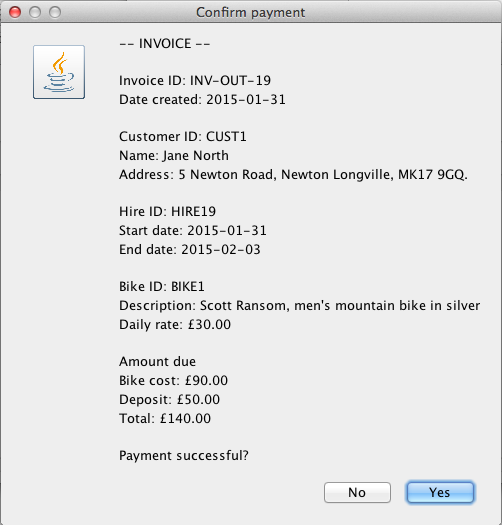 Confirm payment
-- INVOICE --
Invoice ID: INV-OUT-19
Date created: 2015-01-31
Customer ID: CUST1
Name: Jane North
Address: 5 Newton Road, Newton Longville, MK17 9GQ.
Hire ID: HIRE19
Start date: 2015-01-31
End date: 2015-02-03
Bike ID: BIKE1
Description: Scott Ransom, men's mountain bike in silver
Daily rate: £30.00
Amount due
Bike cost: £90.00
Deposit: £50.00
Total: £140.00
Payment successful?
No Yes